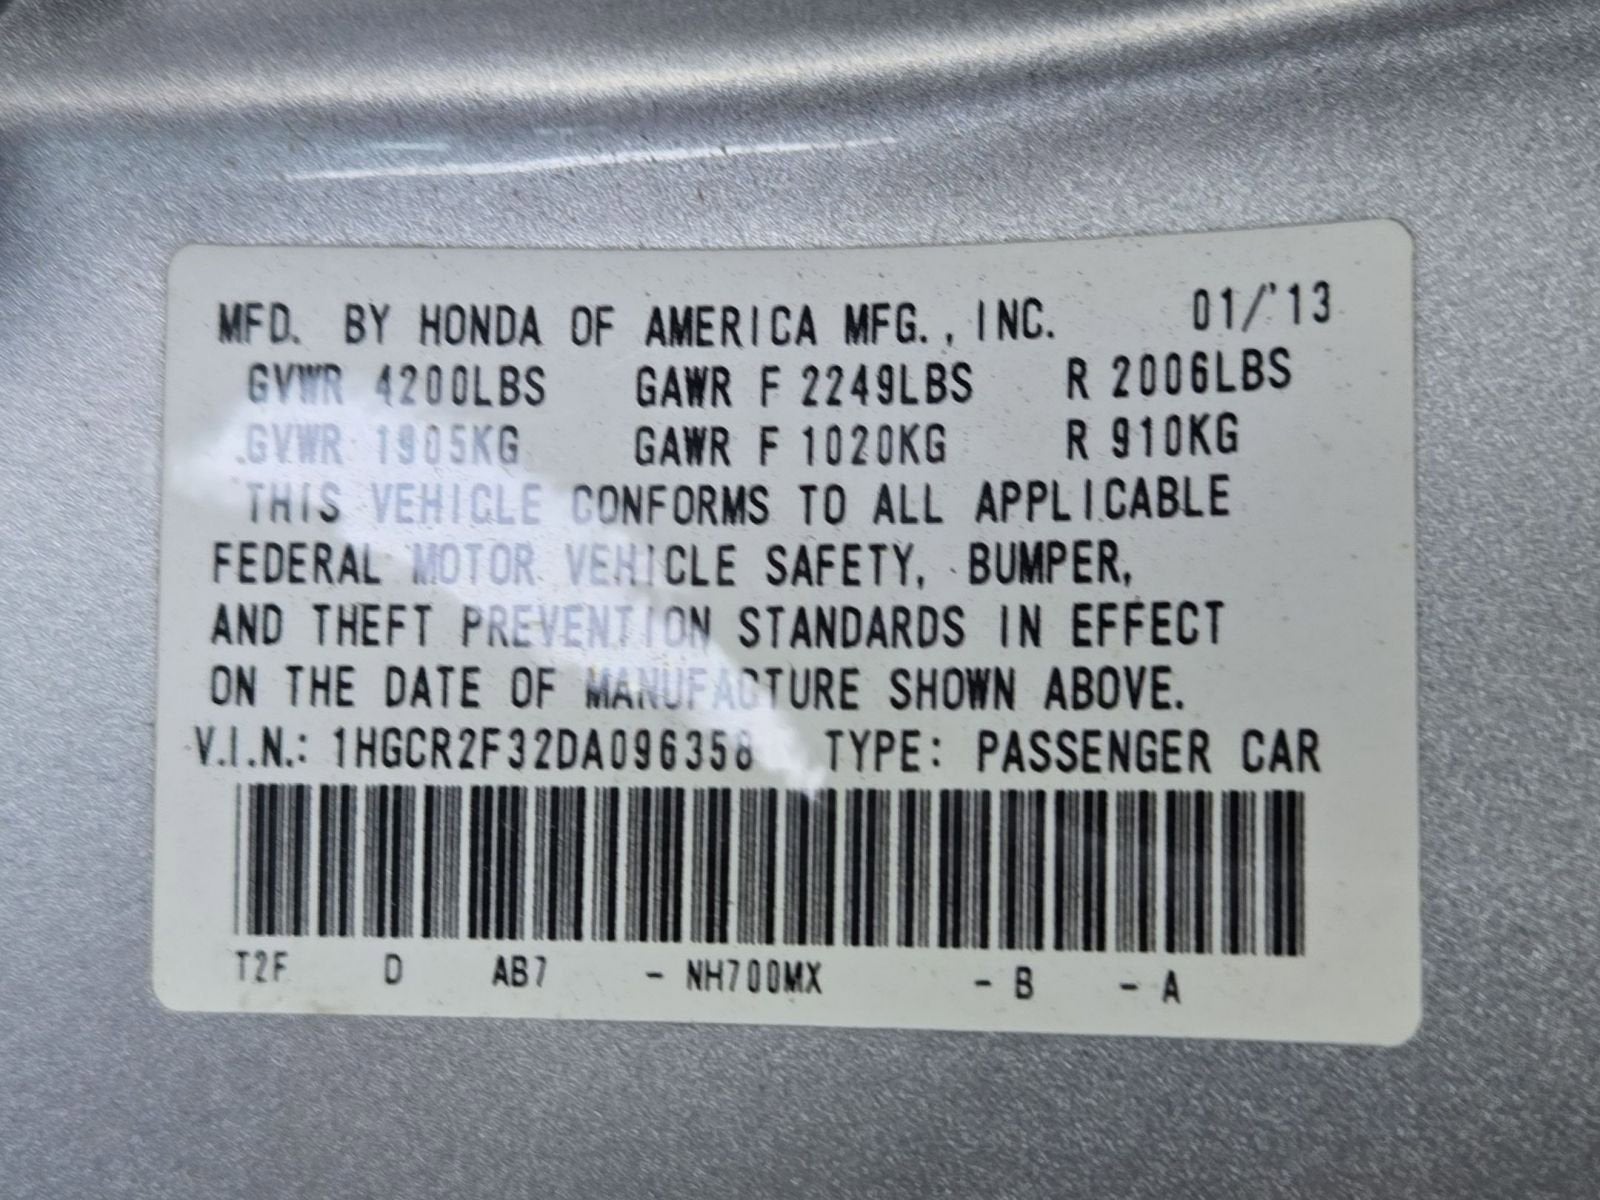 MFD. BY HONDA OF AMERICA MFG., INC. 01/'13
GVWR 4200LBS GAWR F 2249LBS R 2006LBS
GVWR 1905KG GAWR F 1020KG R 910KG
THIS VEHICLE CONFORMS TO ALL APPLICABLE
FEDERAL MOTOR VEHICLE SAFETY, BUMPER,
AND THEFT PREVENTION STANDARDS IN EFFECT
ON THE DATE OF MANUFACTURE SHOWN ABOVE.
V.I.N.: 1HGCR2F32DA096358 TYPE: PASSENGER CAR
T2F D AB7 - NH700MX - B - A